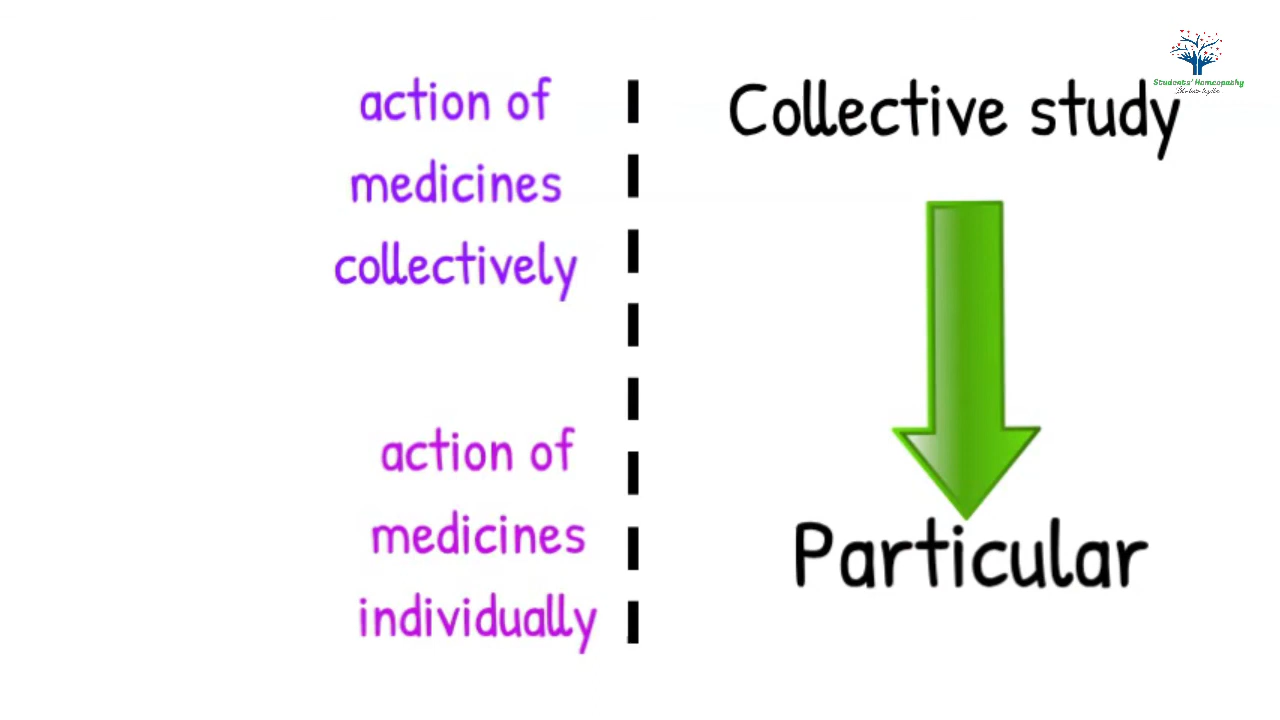 action of
medicines
collectively
action of
medicines
individually
Collective study
Particular
Students' Homeopathy